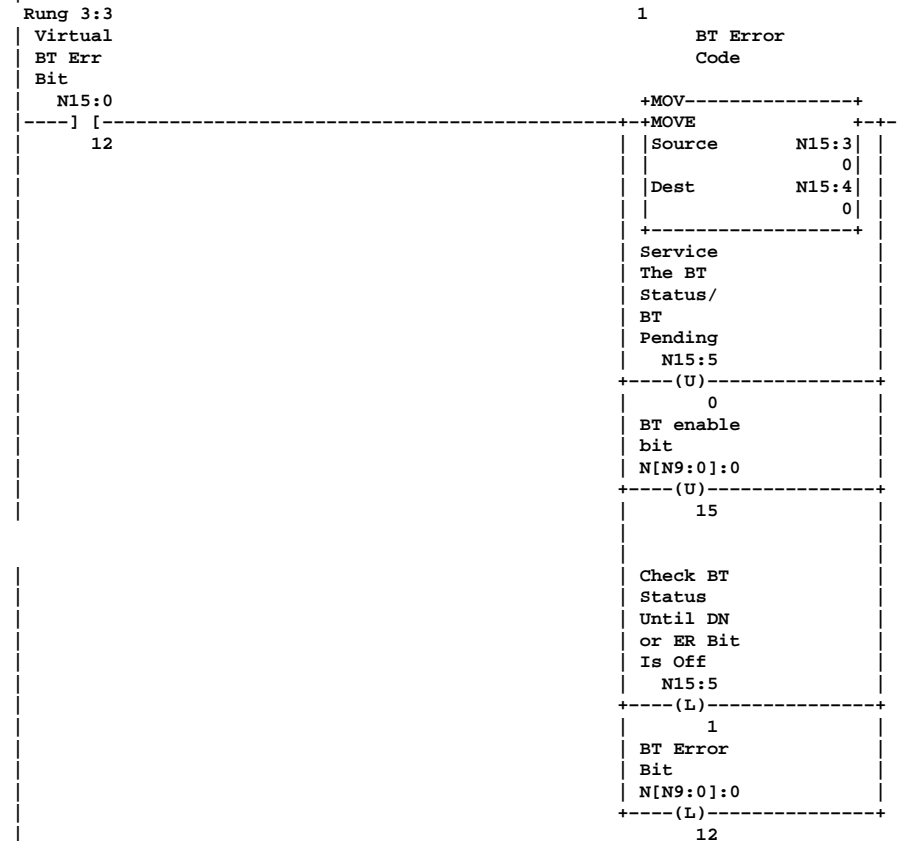 Rung 3:3 1
Virtual BT Error
BT Err Code
Bit
N15:0 +MOV---------------+
|----] [----------------------------------------------+-+MOVE +-+-
12 | |Source N15:3| |
| | 0| |
| |Dest N15:4| |
| | 0| |
| +------------------+ |
| Service |
| The BT |
| Status/ |
| BT |
| Pending |
| N15:5 |
+----(U)---------------+
| 0 |
| BT enable |
| bit |
| N[N9:0]:0 |
+----(U)---------------+
| 15 |
| Check BT |
| Status |
| Until DN |
| or ER Bit |
| Is Off |
| N15:5 |
+----(L)---------------+
| 1 |
| BT Error |
| Bit |
| N[N9:0]:0 |
+----(L)---------------+
12